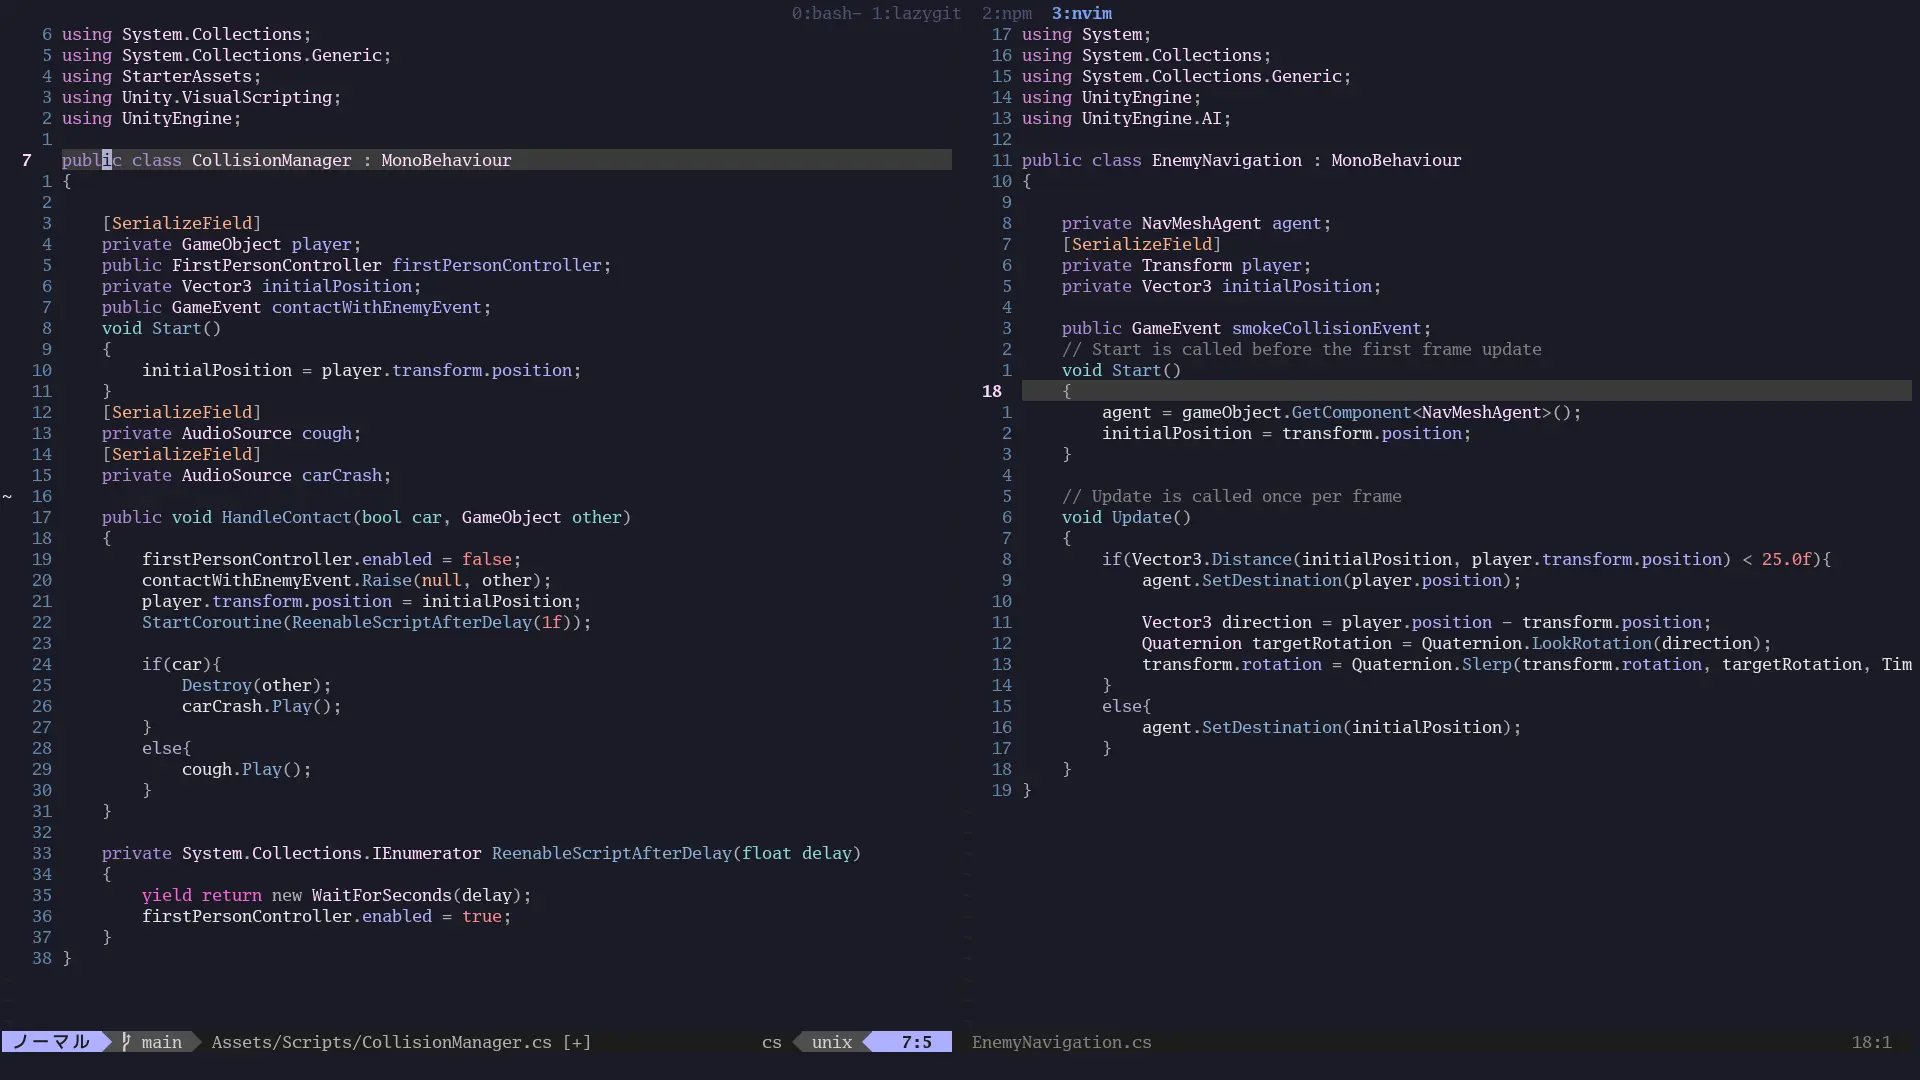 0:bash- 1:lazygit  2:npm  3:nvim
6 using System.Collections;
5 using System.Collections.Generic;
4 using StarterAssets;
3 using Unity.VisualScripting;
2 using UnityEngine;
1
7 public class CollisionManager : MonoBehaviour
1 {
2
3     [SerializeField]
4     private GameObject player;
5     public FirstPersonController firstPersonController;
6     private Vector3 initialPosition;
7     public GameEvent contactWithEnemyEvent;
8     void Start()
9     {
10         initialPosition = player.transform.position;
11     }
12     [SerializeField]
13     private AudioSource cough;
14     [SerializeField]
15     private AudioSource carCrash;
~ 16
17     public void HandleContact(bool car, GameObject other)
18     {
19         firstPersonController.enabled = false;
20         contactWithEnemyEvent.Raise(null, other);
21         player.transform.position = initialPosition;
22         StartCoroutine(ReenableScriptAfterDelay(1f));
23
24         if(car){
25             Destroy(other);
26             carCrash.Play();
27         }
28         else{
29             cough.Play();
30         }
31     }
32
33     private System.Collections.IEnumerator ReenableScriptAfterDelay(float delay)
34     {
35         yield return new WaitForSeconds(delay);
36         firstPersonController.enabled = true;
37     }
38 }
ノーマル main Assets/Scripts/CollisionManager.cs [+] cs unix 7:5
17 using System;
16 using System.Collections;
15 using System.Collections.Generic;
14 using UnityEngine;
13 using UnityEngine.AI;
12
11 public class EnemyNavigation : MonoBehaviour
10 {
9
8     private NavMeshAgent agent;
7     [SerializeField]
6     private Transform player;
5     private Vector3 initialPosition;
4
3     public GameEvent smokeCollisionEvent;
2     // Start is called before the first frame update
1     void Start()
18     {
1         agent = gameObject.GetComponent<NavMeshAgent>();
2         initialPosition = transform.position;
3     }
4
5     // Update is called once per frame
6     void Update()
7     {
8         if(Vector3.Distance(initialPosition, player.transform.position) < 25.0f){
9             agent.SetDestination(player.position);
10
11             Vector3 direction = player.position - transform.position;
12             Quaternion targetRotation = Quaternion.LookRotation(direction);
13             transform.rotation = Quaternion.Slerp(transform.rotation, targetRotation, Tim
14         }
15         else{
16             agent.SetDestination(initialPosition);
17         }
18     }
19 }
EnemyNavigation.cs 18:1